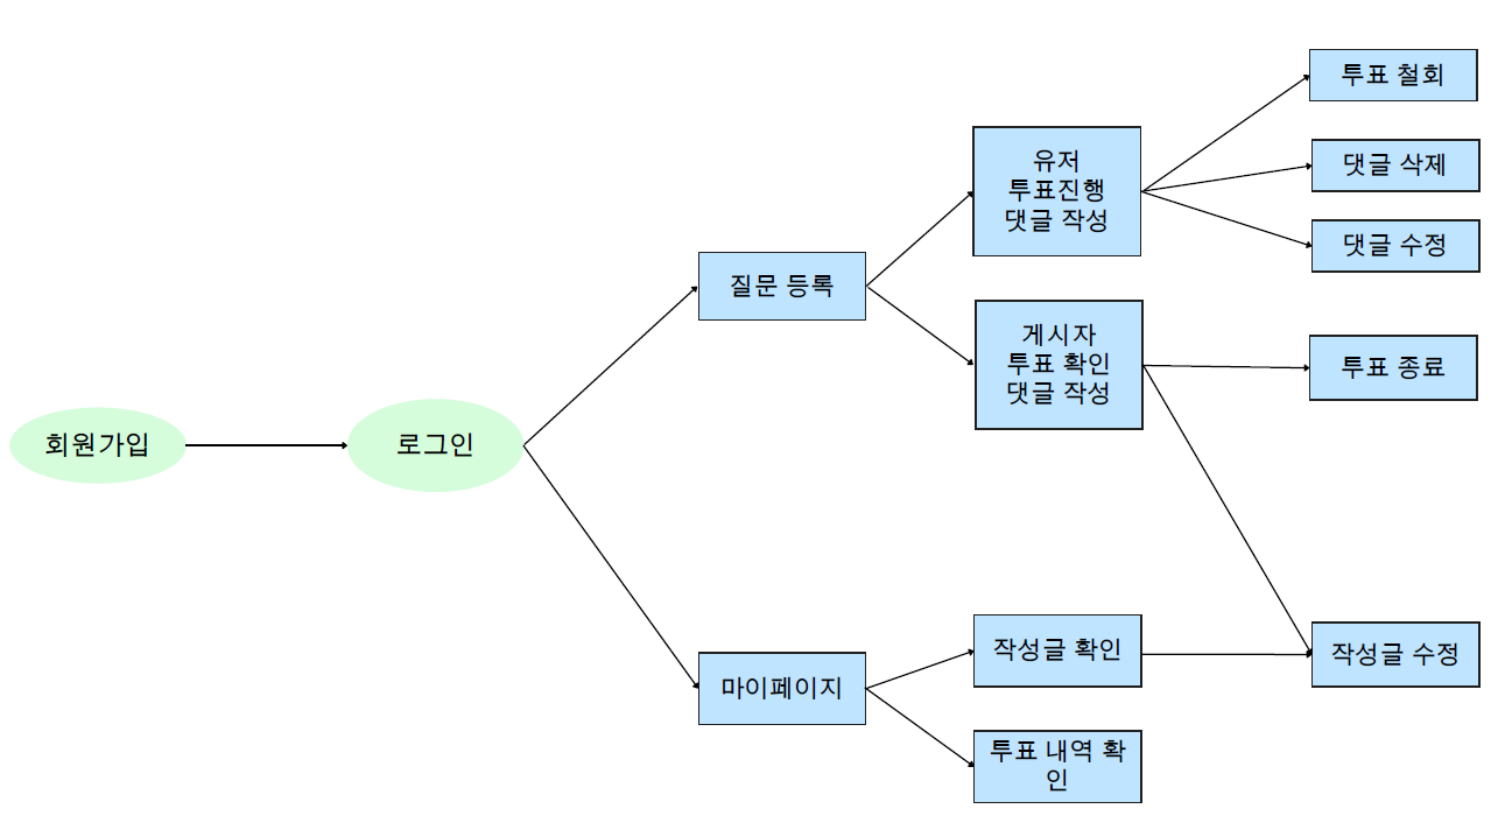 회원가입
로그인
질문 등록
마이페이지
유저
투표진행
댓글 작성
게시자
투표 확인
댓글 작성
작성글 확인
투표 내역 확
인
투표 철회
댓글 삭제
댓글 수정
투표 종료
작성글 수정